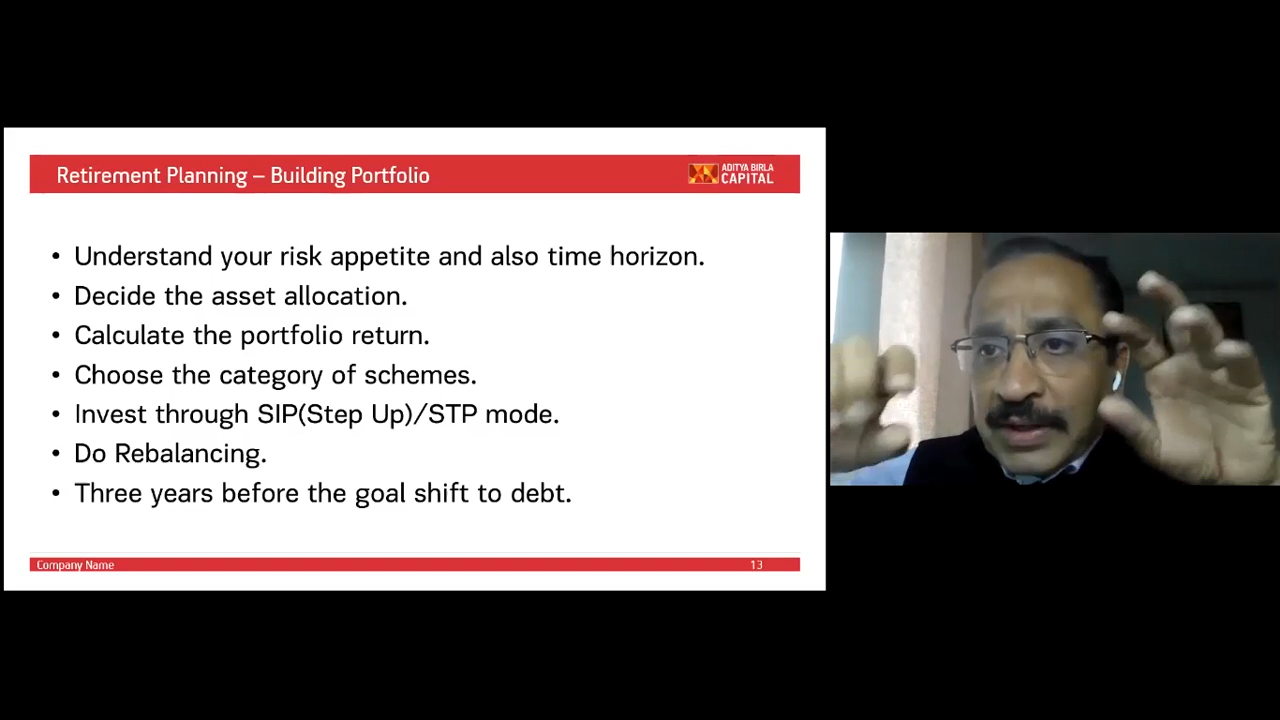 Retirement Planning – Building Portfolio
ADITYA BIRLA
CAPITAL
• Understand your risk appetite and also time horizon.
• Decide the asset allocation.
• Calculate the portfolio return.
• Choose the category of schemes.
• Invest through SIP(Step Up)/STP mode.
• Do Rebalancing.
• Three years before the goal shift to debt.
Company Name
13